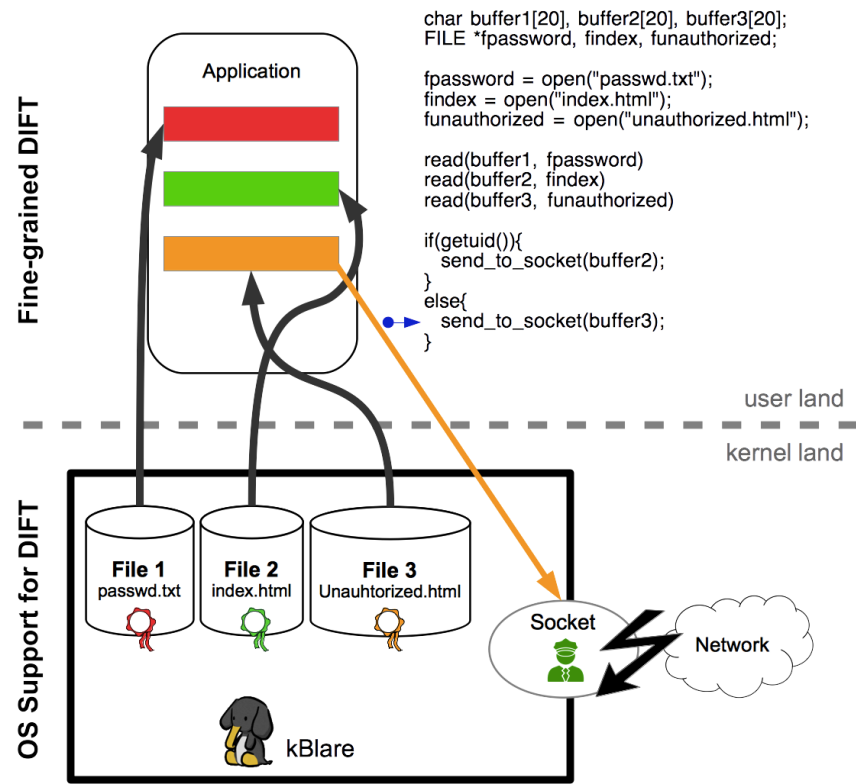 Fine-grained DIFT
Application
char buffer1[20], buffer2[20], buffer3[20];
FILE *fpassword, findex, funauthorized;
fpassword = open("passwd.txt");
findex = open("index.html");
funauthorized = open("unauthorized.html");
read(buffer1, fpassword)
read(buffer2, findex)
read(buffer3, funauthorized)
if(getuid()){
send_to_socket(buffer2);
}
else{
send_to_socket(buffer3);
}
user land
kernel land
OS Support for DIFT
File 1
passwd.txt
File 2
index.html
File 3
Unauhtorized.html
Socket
Network
kBlare